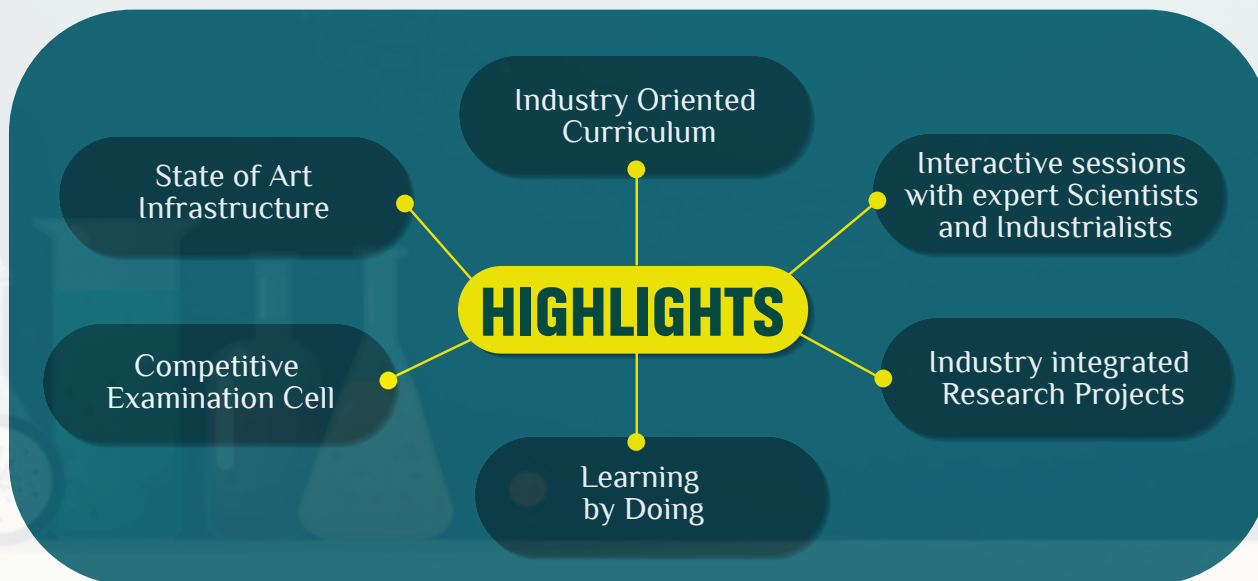 Industry Oriented
Curriculum
State of Art
Infrastructure
Interactive sessions
with expert Scientists
and Industrialists
HIGHLIGHTS
Competitive
Examination Cell
Industry integrated
Research Projects
Learning
by Doing